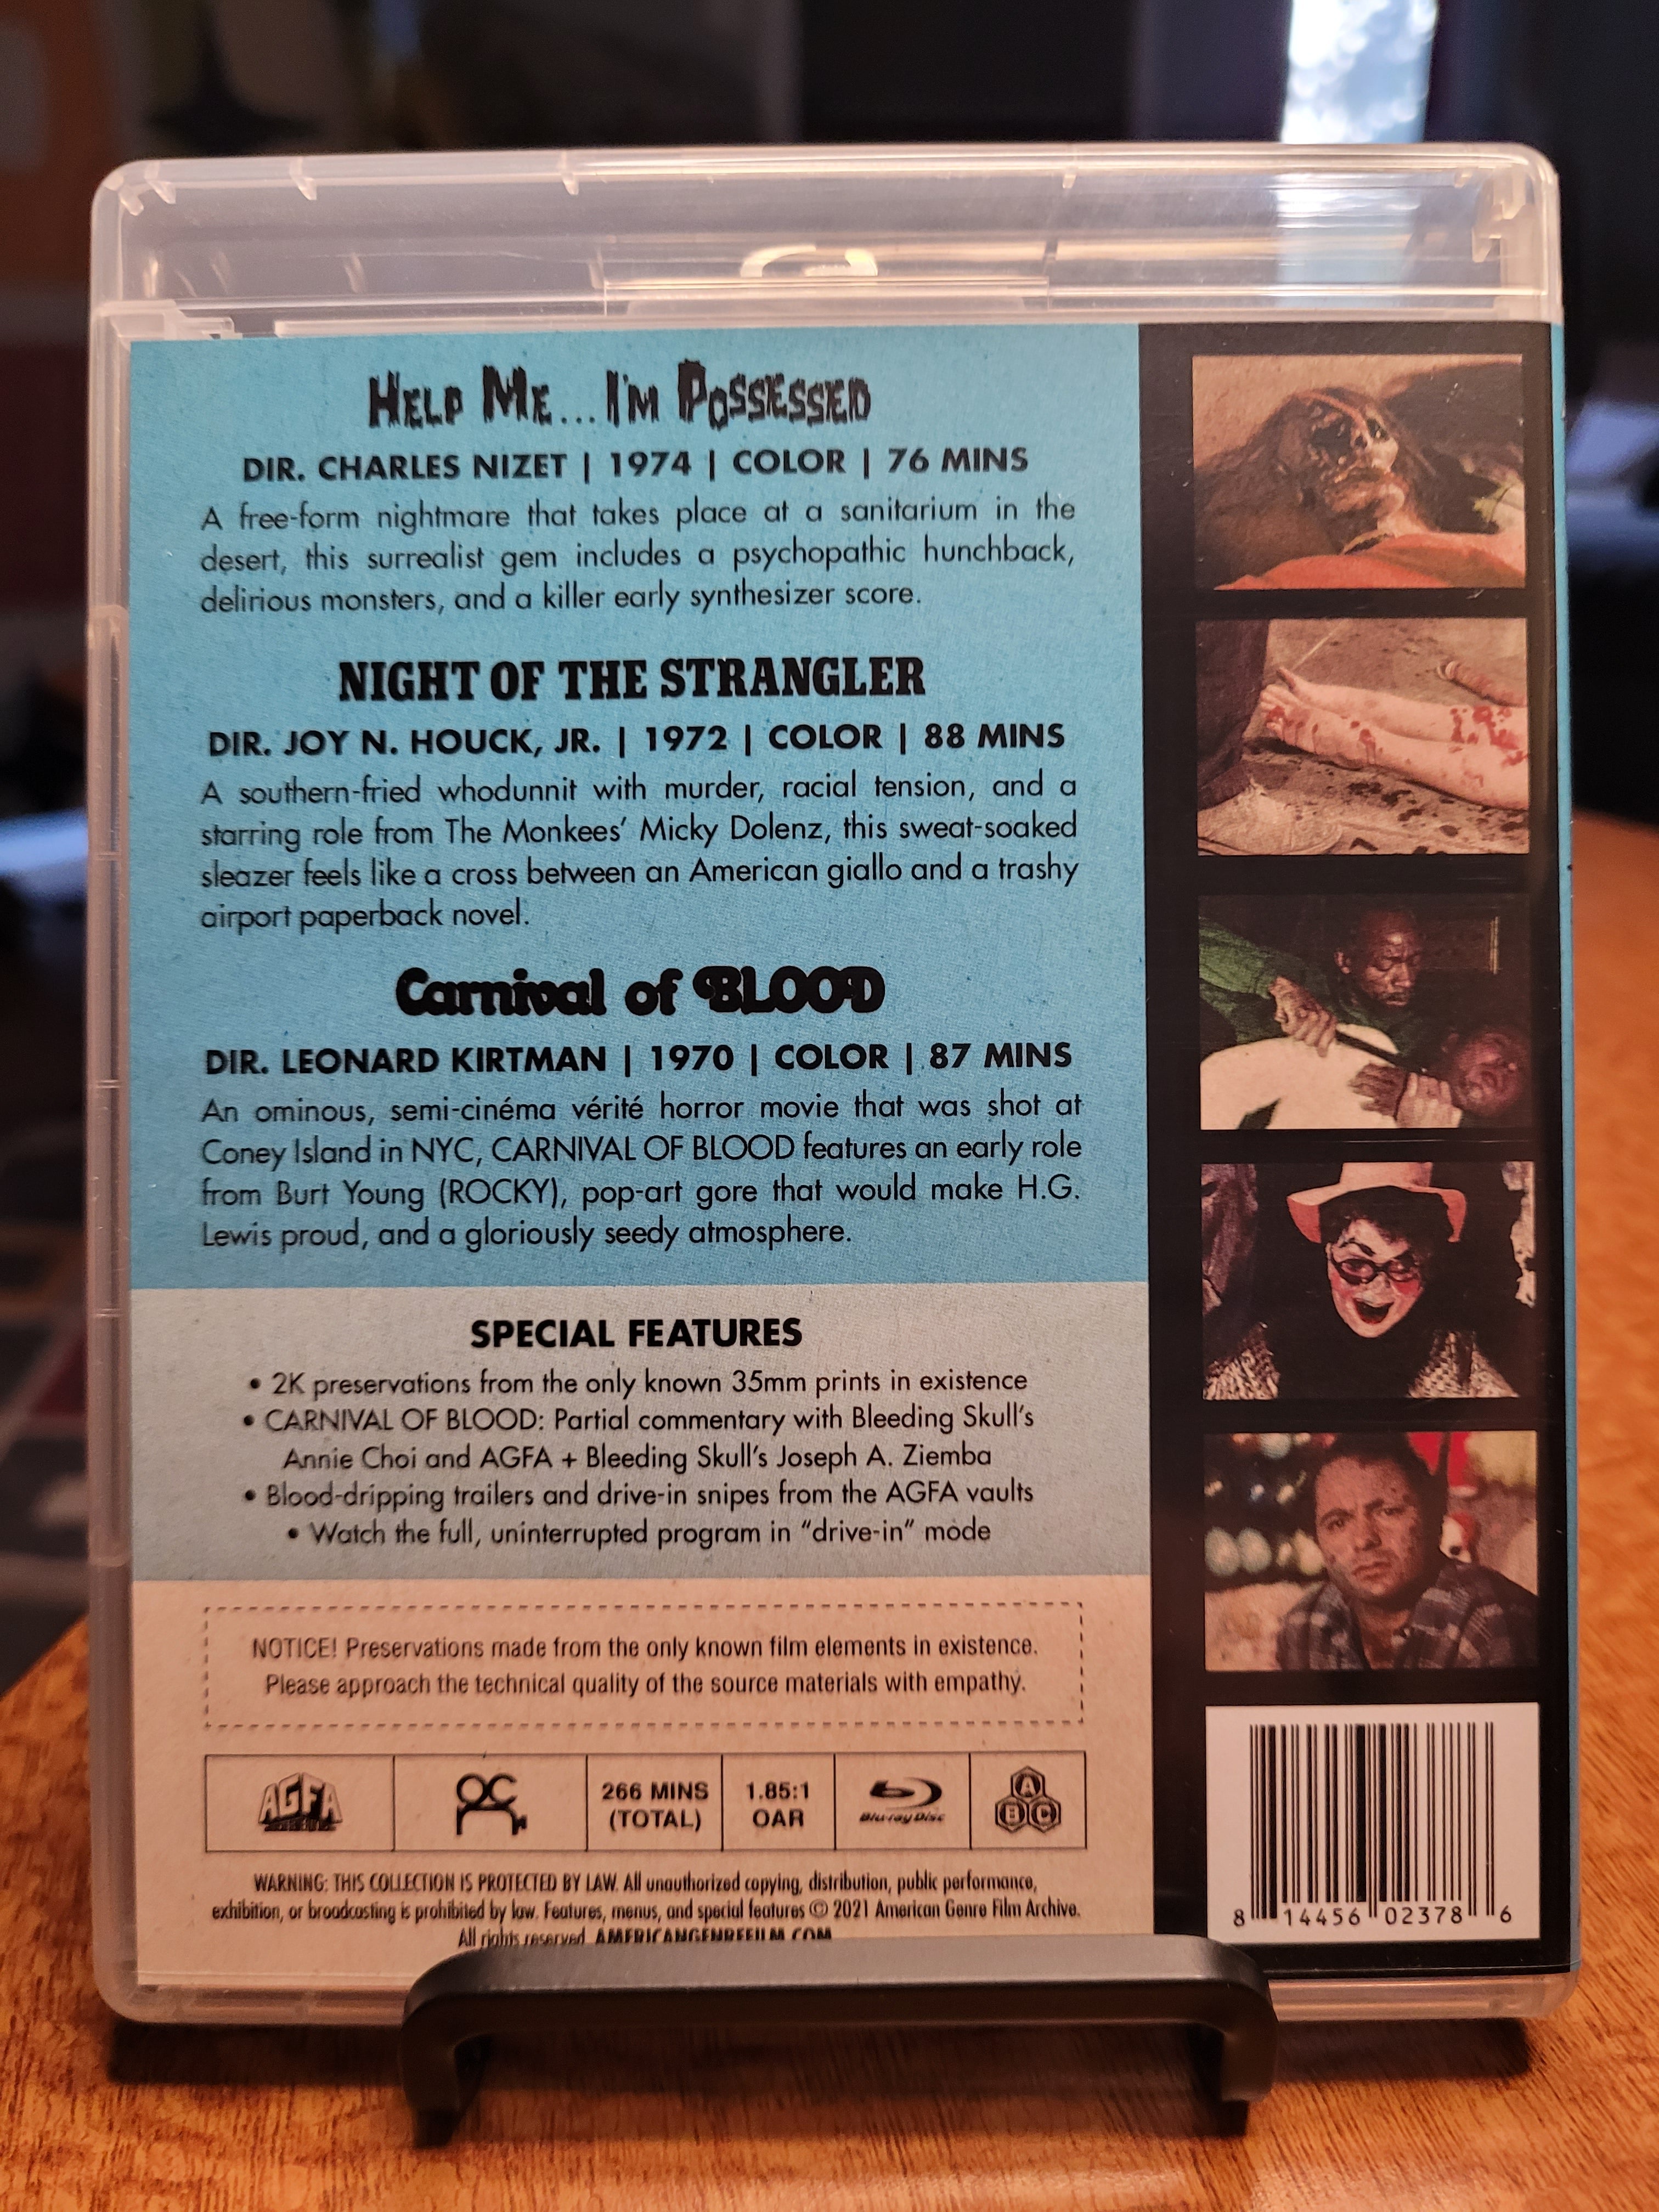 HELP ME...I'M POSSESSED
DIR. CHARLES NIZET | 1974 | COLOR | 76 MINS
A free-form nightmare that takes place at a sanitarium in the
desert, this surrealist gem includes a psychopathic hunchback,
delirious monsters, and a killer early synthesizer score.
NIGHT OF THE STRANGLER
DIR. JOY N. HOUCK, JR. | 1972 | COLOR | 88 MINS
A southern-fried whodunnit with murder, racial tension, and a
starring role from The Monkees' Micky Dolenz, this sweat-soaked
sleazer feels like a cross between an American giallo and a trashy
airport paperback novel.
Carnival of BLOOD
DIR. LEONARD KIRTMAN | 1970 | COLOR | 87 MINS
An ominous, semi-cinéma vérité horror movie that was shot at
Coney Island in NYC, CARNIVAL OF BLOOD features an early role
from Burt Young (ROCKY), pop-art gore that would make H.G.
Lewis proud, and a gloriously seedy atmosphere.
SPECIAL FEATURES
• 2K preservations from the only known 35mm prints in existence
• CARNIVAL OF BLOOD: Partial commentary with Bleeding Skull's
Annie Choi and AGFA + Bleeding Skull's Joseph A. Ziemba
• Blood-dripping trailers and drive-in snipes from the AGFA vaults
• Watch the full, uninterrupted program in "drive-in" mode
NOTICE! Preservations made from the only known film elements in existence.
Please approach the technical quality of the source materials with empathy.
AGFA
266 MINS
(TOTAL)
1.85:1
OAR
Blu-ray Disc
A
B C
WARNING: THIS COLLECTION IS PROTECTED BY LAW. All unauthorized copying, distribution, public performance,
exhibition, or broadcasting is prohibited by law. Features, menus, and special features © 2021 American Genre Film Archive.
All rights reserved. AMERICANGENREFILM.COM
8 14456 02378 6